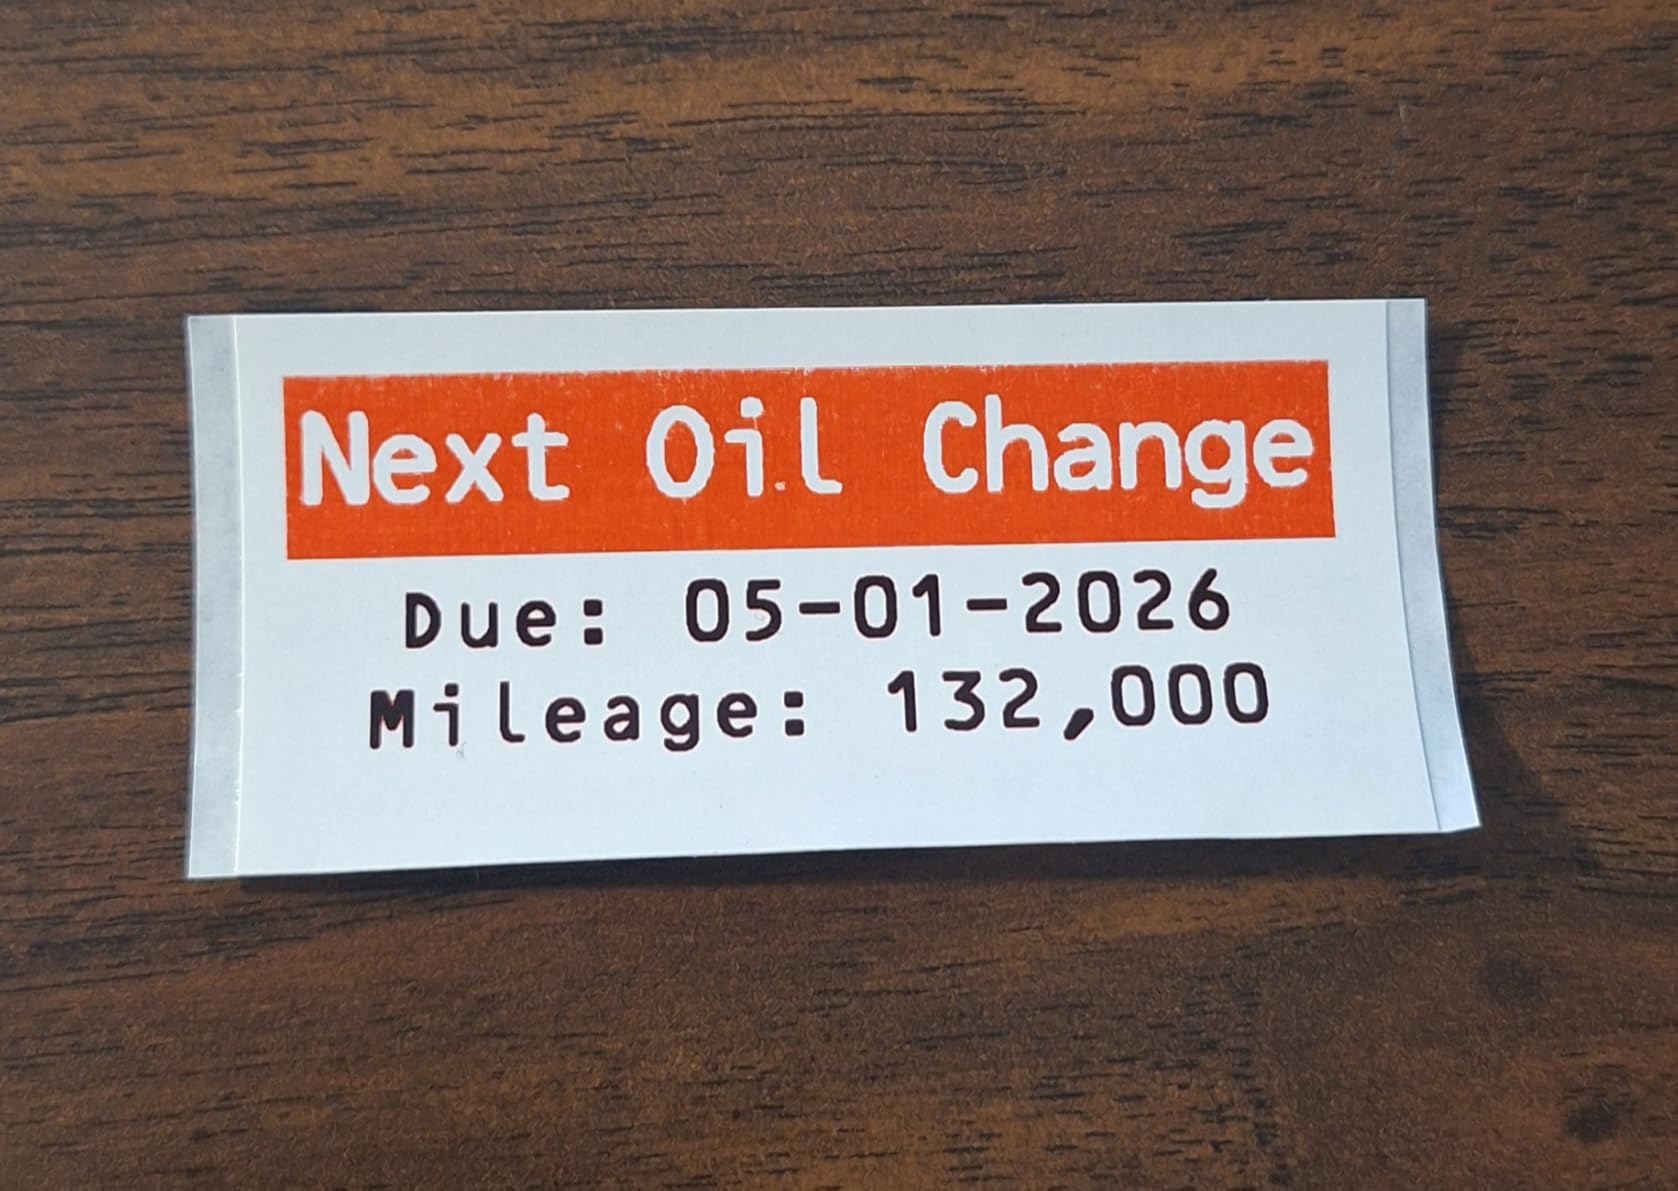 Next Oil Change
Due: 05-01-2026
Mileage: 132,000